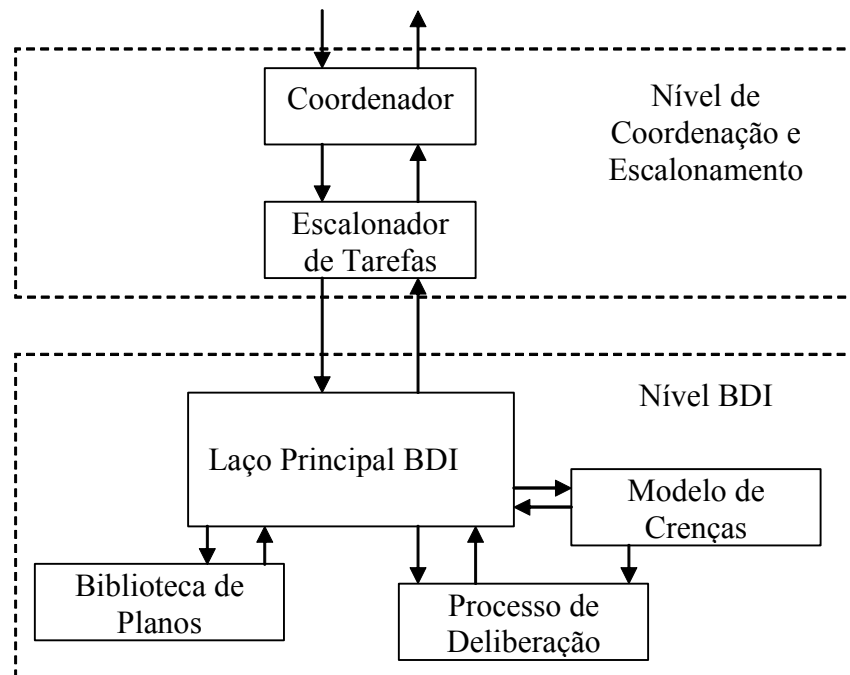 Coordenador
Nível de
Coordenação e
Escalonamento
Escalonador
de Tarefas
Nível BDI
Laço Principal BDI
Modelo de
Crenças
Biblioteca de
Planos
Processo de
Deliberação